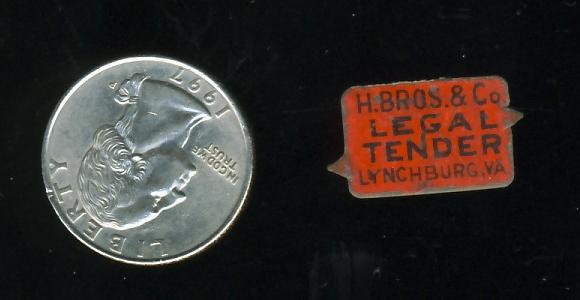 LIBERTY
IN GOD WE
TRUST
1997
P
H.BROS.&Co.
LEGAL
TENDER
LYNCHBURG,VA